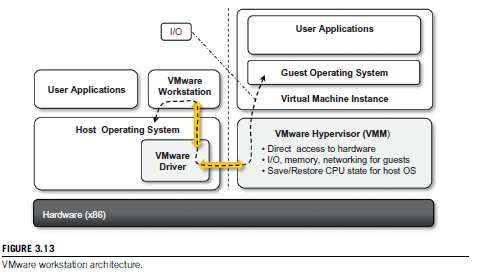 I/O
User Applications
Guest Operating System
Virtual Machine Instance
User Applications
VMware
Workstation
Host Operating System
VMware
Driver
VMware Hypervisor (VMM)
• Direct access to hardware
• I/O, memory, networking for guests
• Save/Restore CPU state for host OS
Hardware (x86)
FIGURE 3.13
VMware workstation architecture.